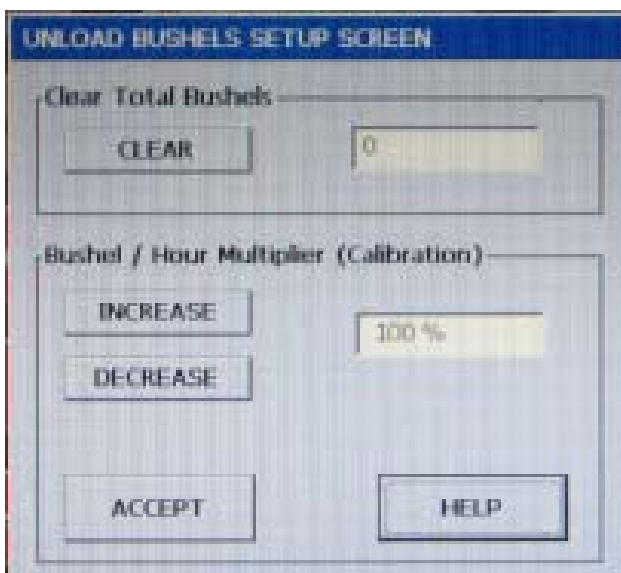 UNLOAD BUSHELS SETUP SCREEN
Clear Total Bushels
CLEAR
0
Bushel / Hour Multiplier (Calibration)
INCREASE
100 %
DECREASE
ACCEPT
HELP